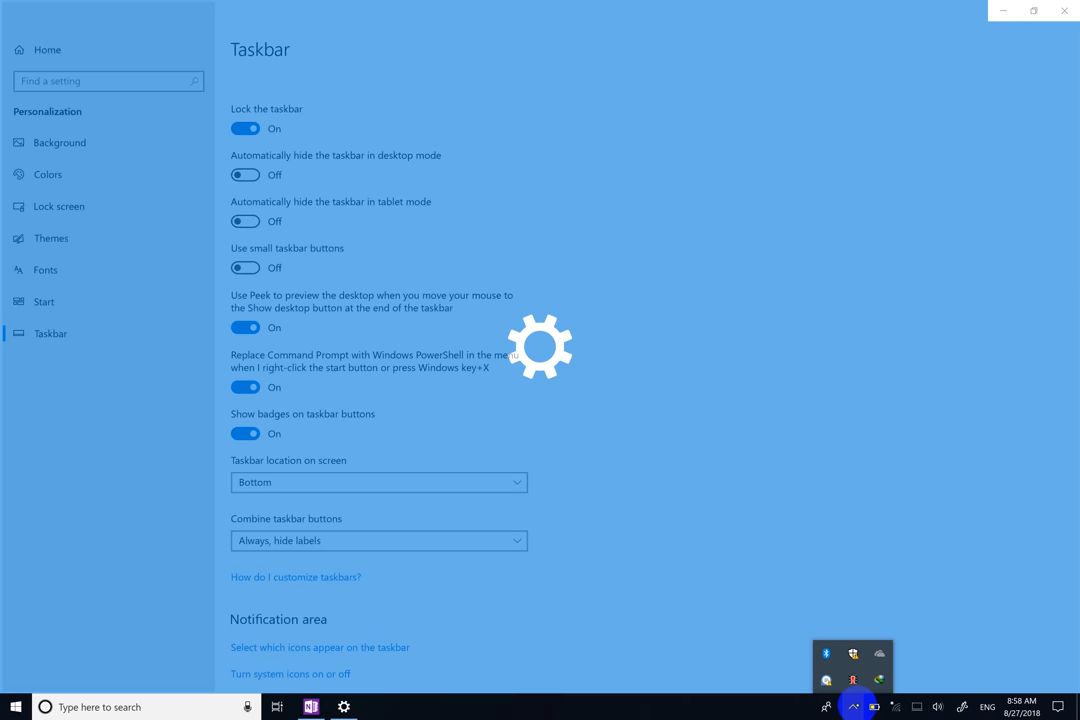 Home
Find a setting
Personalization
Background
Colors
Lock screen
Themes
Fonts
Start
Taskbar
Taskbar
Lock the taskbar
On
Automatically hide the taskbar in desktop mode
Off
Automatically hide the taskbar in tablet mode
Off
Use small taskbar buttons
Off
Use Peek to preview the desktop when you move your mouse to
the Show desktop button at the end of the taskbar
On
Replace Command Prompt with Windows PowerShell in the menu
when I right-click the start button or press Windows key+X
On
Show badges on taskbar buttons
On
Taskbar location on screen
Bottom
Combine taskbar buttons
Always, hide labels
How do I customize taskbars?
Notification area
Select which icons appear on the taskbar
Turn system icons on or off
Type here to search
ENG
8:58 AM
8/27/2018